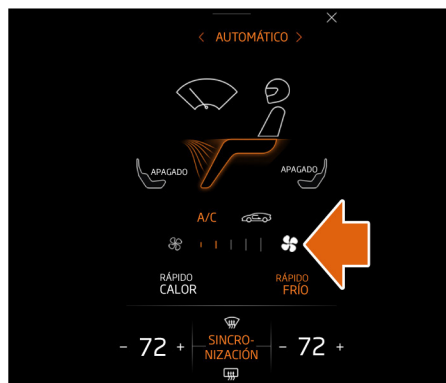 < AUTOMÁTICO >
APAGADO
APAGADO
A/C
RÁPIDO
CALOR
RÁPIDO
FRÍO
- 72 +
SINCRO-
NIZACIÓN
- 72 +